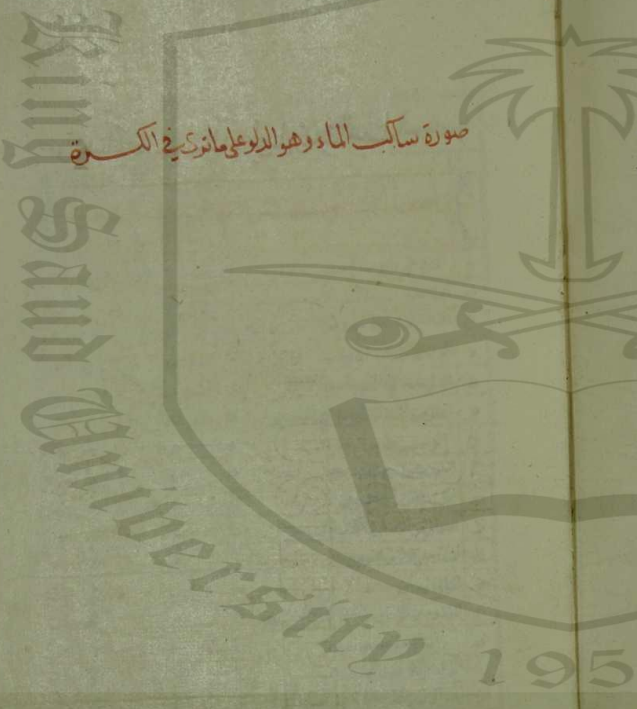 صورة ساكب الماء وهو الدلو على ما ترى في الكرة
King Saud University 195